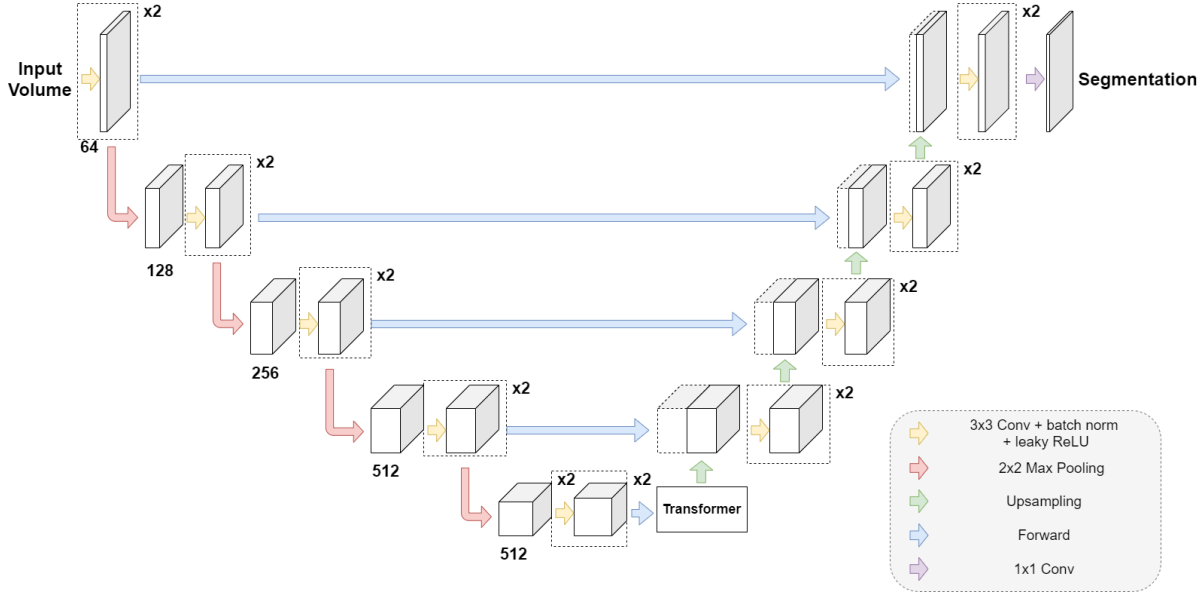 x2
x2
Input
Volume
Segmentation
64
x2
x2
128
x2
x2
256
x2
x2
512
x2
x2
Transformer
512
3x3 Conv + batch norm
+ leaky ReLU
2x2 Max Pooling
Upsampling
Forward
1x1 Conv